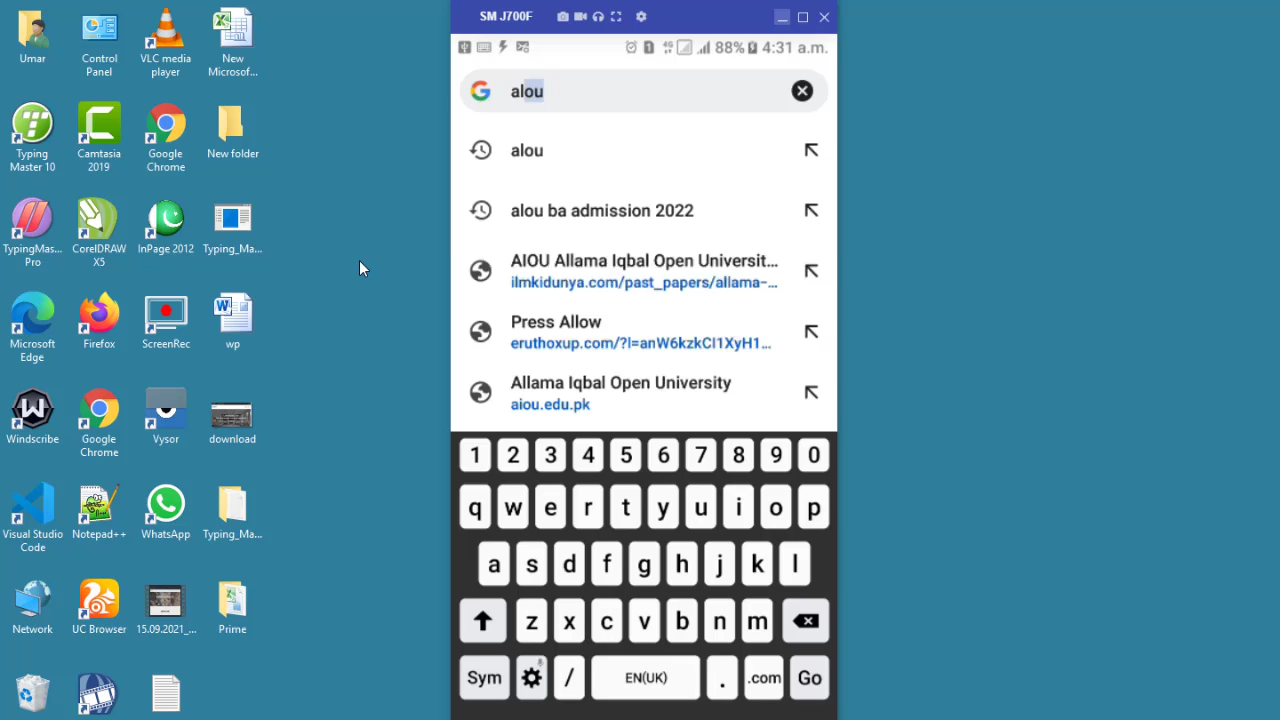 Umar
Control Panel
VLC media player
New Microsof...
Typing Master 10
Camtasia 2019
Google Chrome
New folder
TypingMas... Pro
CorelDRAW X5
InPage 2012
Typing_Ma...
Microsoft Edge
Firefox
ScreenRec
wp
Windscribe
Google Chrome
Vysor
download
Visual Studio Code
Notepad++
WhatsApp
Typing_Ma...
Network
UC Browser
15.09.2021_...
Prime
SM J700F
88% 4:31 a.m.
alou
alou
alou ba admission 2022
AIOU Allama Iqbal Open Universit...
ilmkidunya.com/past_papers/allama-...
Press Allow
eruthoxup.com/?l=anW6kzkCI1XyH1...
Allama Iqbal Open University
aiou.edu.pk
1 2 3 4 5 6 7 8 9 0
q w e r t y u i o p
a s d f g h j k l
z x c v b n m
Sym / EN(UK) . .com Go